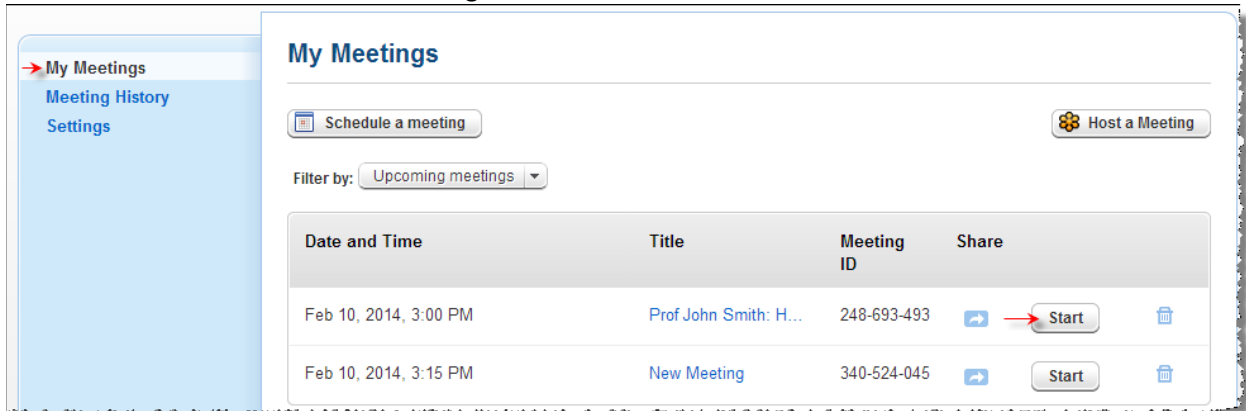 My Meetings
Meeting History
Settings
My Meetings
Schedule a meeting
Host a Meeting
Filter by: Upcoming meetings
Date and Time Title Meeting ID Share
Feb 10, 2014, 3:00 PM Prof John Smith: H... 248-693-493 Start
Feb 10, 2014, 3:15 PM New Meeting 340-524-045 Start